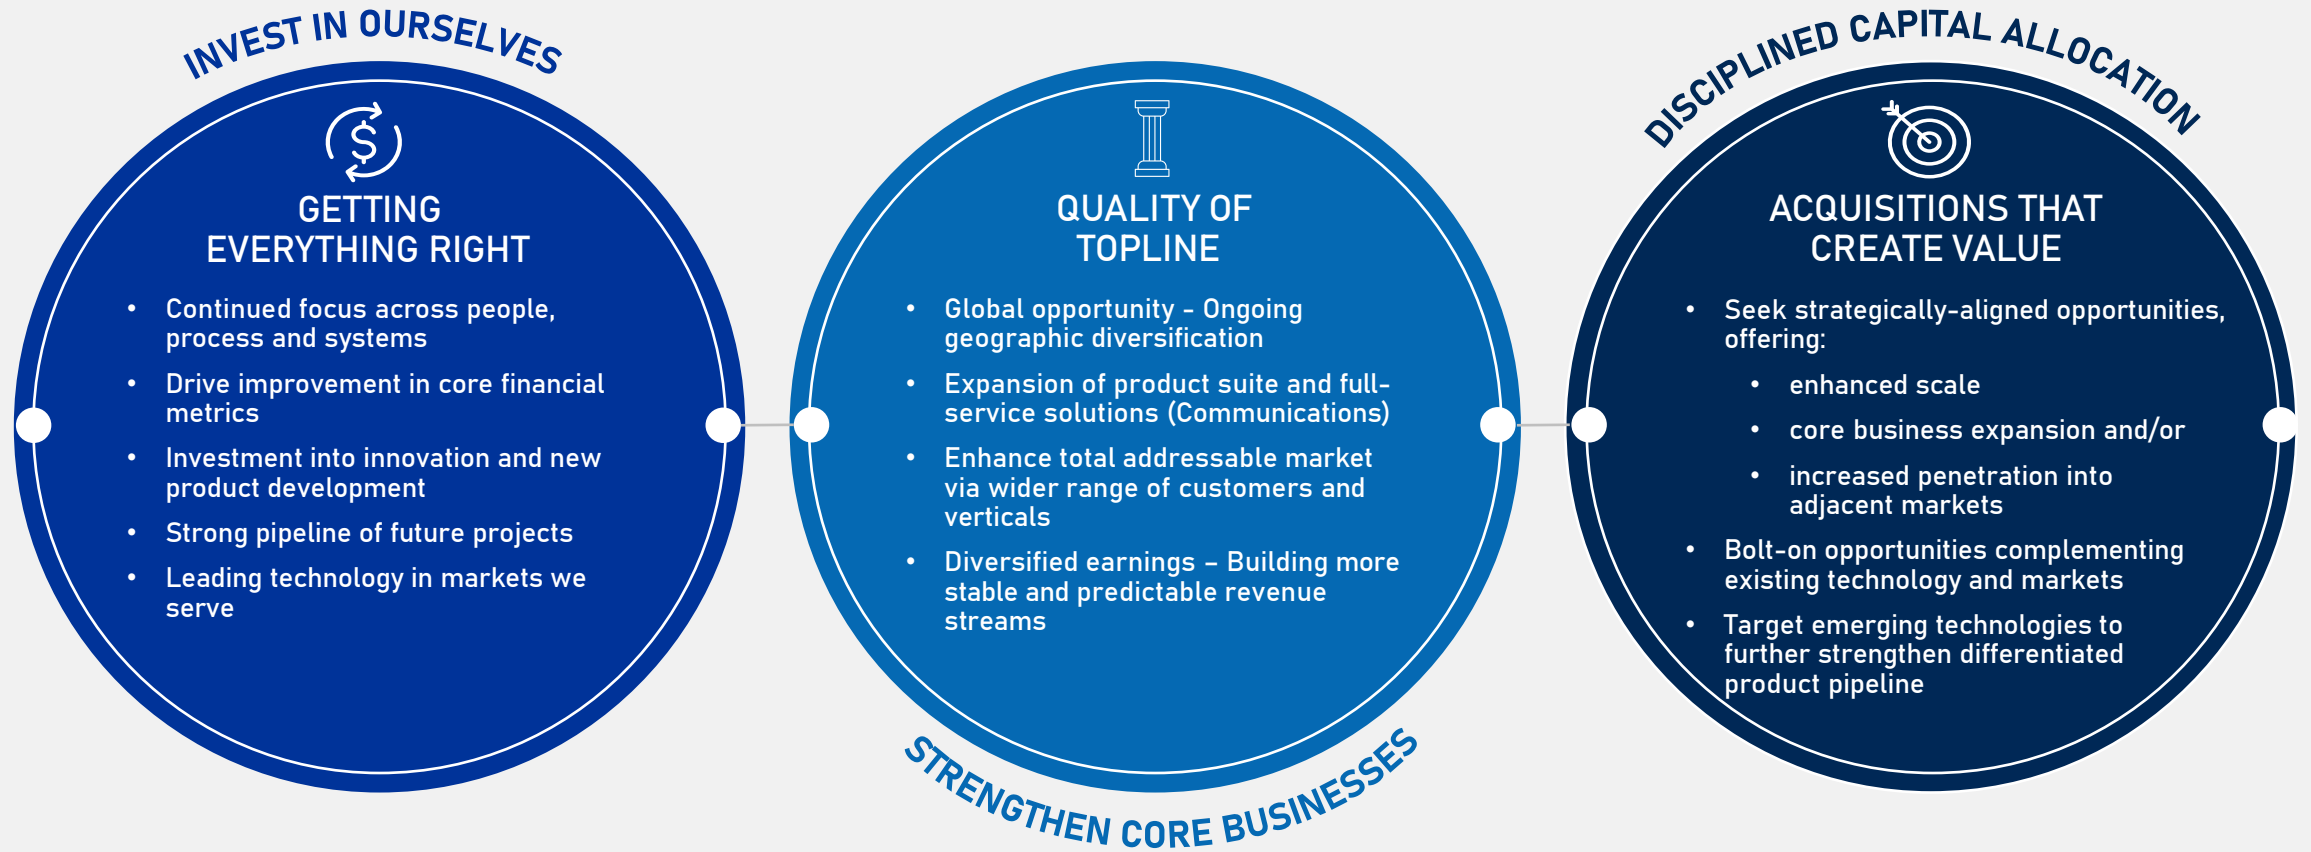 INVEST IN OURSELVES
GETTING
EVERYTHING RIGHT
• Continued focus across people,
process and systems
• Drive improvement in core financial
metrics
• Investment into innovation and new
product development
• Strong pipeline of future projects
• Leading technology in markets we
serve
QUALITY OF
TOPLINE
• Global opportunity - Ongoing
geographic diversification
• Expansion of product suite and full-
service solutions (Communications)
• Enhance total addressable market
via wider range of customers and
verticals
• Diversified earnings – Building more
stable and predictable revenue
streams
STRENGTHEN CORE BUSINESSES
DISCIPLINED CAPITAL ALLOCATION
ACQUISITIONS THAT
CREATE VALUE
• Seek strategically-aligned opportunities,
offering:
• enhanced scale
• core business expansion and/or
• increased penetration into
adjacent markets
• Bolt-on opportunities complementing
existing technology and markets
• Target emerging technologies to
further strengthen differentiated
product pipeline